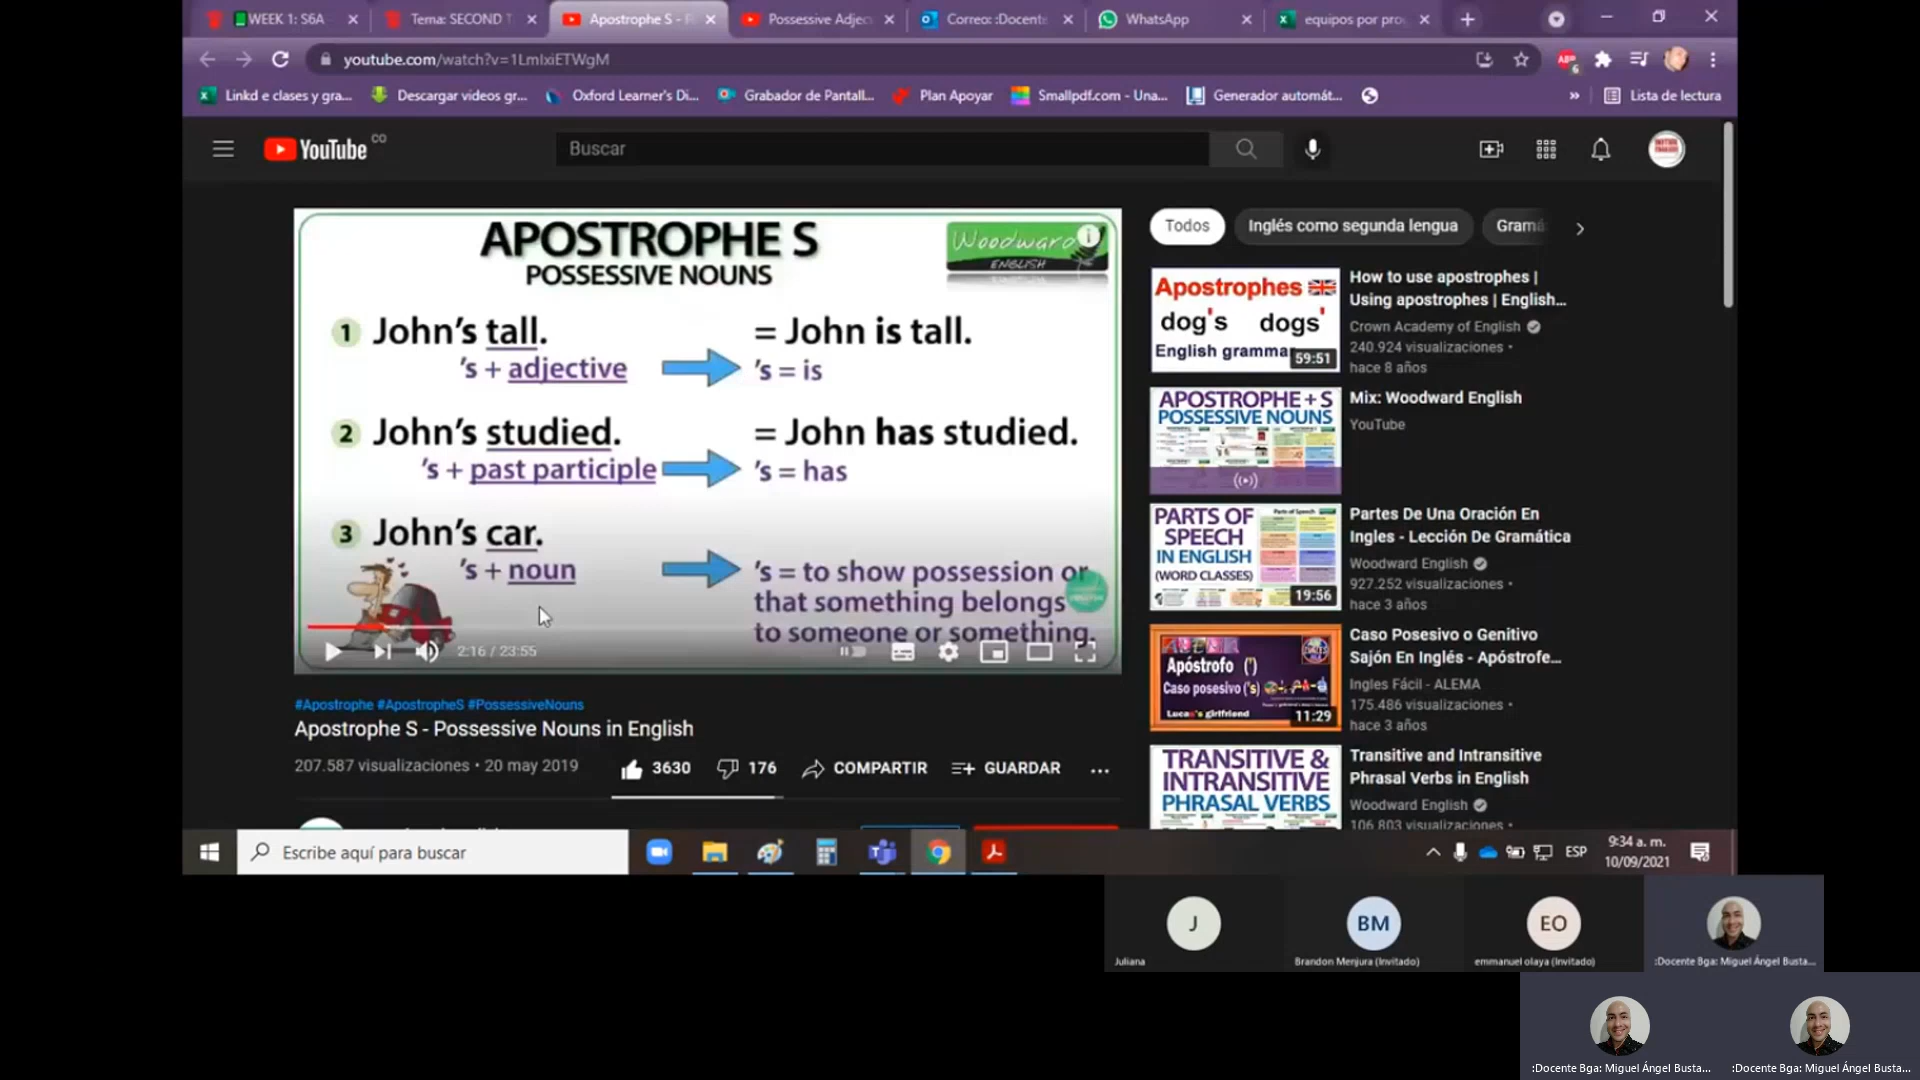 WEEK 1: S6A
Tema: SECOND T
Apostrophe S - P
Possessive Adjec
Correo: :Docent
WhatsApp
equipos por pro
youtube.com/watch?v=1LmlxiETWgM
ABP
6
Linkd e clases y gra...
Descargar videos gr...
Oxford Learner's Di...
Grabador de Pantall...
Plan Apoyar
Smallpdf.com - Una...
Generador automát...
Lista de lectura
YouTube CO
Buscar
APOSTROPHE S
POSSESSIVE NOUNS
Woodward
ENGLISH
1 John's tall. = John is tall.
's + adjective 's = is
2 John's studied. = John has studied.
's + past participle 's = has
3 John's car.
's + noun 's = to show possession or
that something belongs
to someone or something.
2:16 / 23:55
#Apostrophe #ApostropheS #PossessiveNouns
Apostrophe S - Possessive Nouns in English
207.587 visualizaciones • 20 may 2019
3630
176
COMPARTIR
GUARDAR
Todos
Inglés como segunda lengua
Gramá
Apostrophes
dog's dogs'
English gramma
59:51
How to use apostrophes |
Using apostrophes | English...
Crown Academy of English
240.924 visualizaciones •
hace 8 años
APOSTROPHE + S
POSSESSIVE NOUNS
Mix: Woodward English
YouTube
PARTS OF
SPEECH
IN ENGLISH
(WORD CLASSES)
Parts of Speech
19:56
Partes De Una Oración En
Ingles - Lección De Gramática
Woodward English
927.252 visualizaciones •
hace 3 años
Apóstrofo (')
Caso posesivo ('s)
Lucas's girlfriend
11:29
Caso Posesivo o Genitivo
Sajón En Inglés - Apóstrofe...
Ingles Fácil - ALEMA
175.486 visualizaciones •
hace 3 años
TRANSITIVE &
INTRANSITIVE
PHRASAL VERBS
Transitive and Intransitive
Phrasal Verbs in English
Woodward English
106.803 visualizaciones •
Escribe aquí para buscar
ESP
9:34 a. m.
10/09/2021
J
Juliana
BM
Brandon Menjura (Invitado)
EO
emmanuel olaya (Invitado)
:Docente Bga: Miguel Ángel Busta...
:Docente Bga: Miguel Ángel Busta...
:Docente Bga: Miguel Ángel Busta...